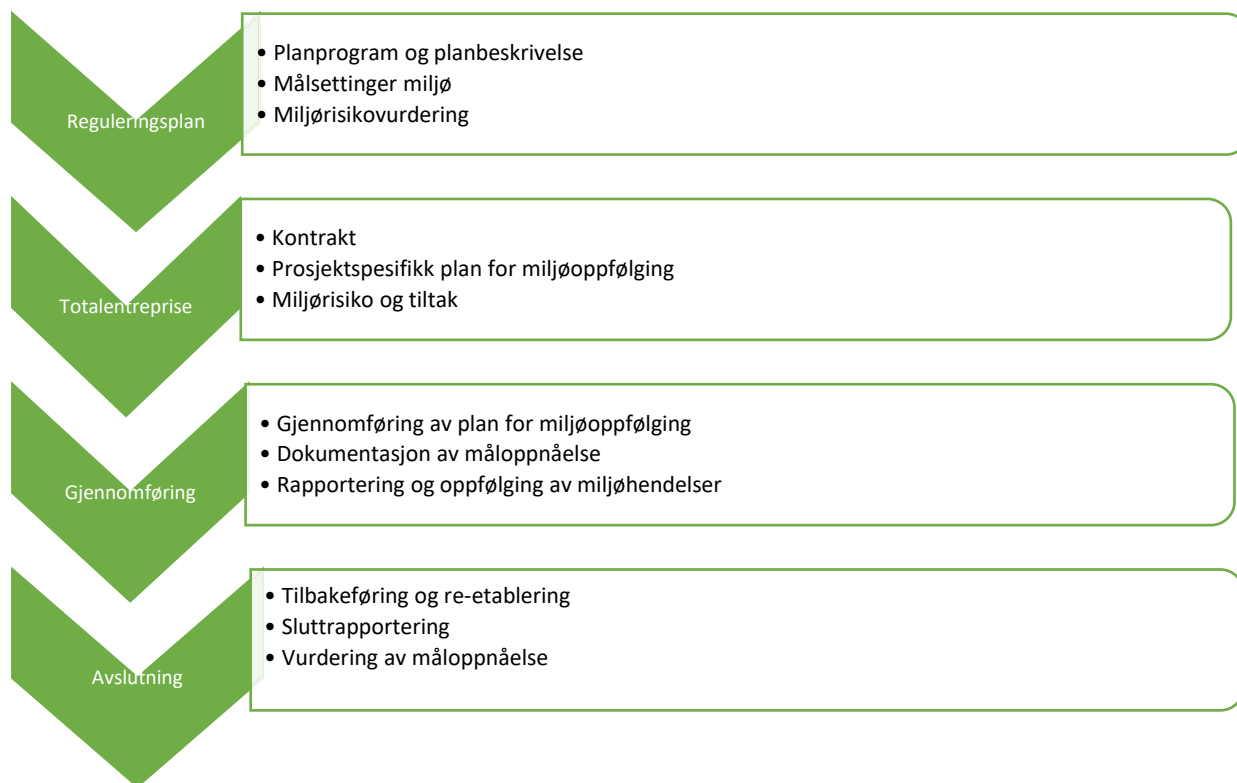 Reguleringsplan
• Planprogram og planbeskrivelse
• Målsettinger miljø
• Miljørisikovurdering
Totalentreprise
• Kontrakt
• Prosjektspesifikk plan for miljøoppfølging
• Miljørisiko og tiltak
Gjennomføring
• Gjennomføring av plan for miljøoppfølging
• Dokumentasjon av måloppnåelse
• Rapportering og oppfølging av miljøhendelser
Avslutning
• Tilbakeføring og re-etablering
• Sluttrapportering
• Vurdering av måloppnåelse